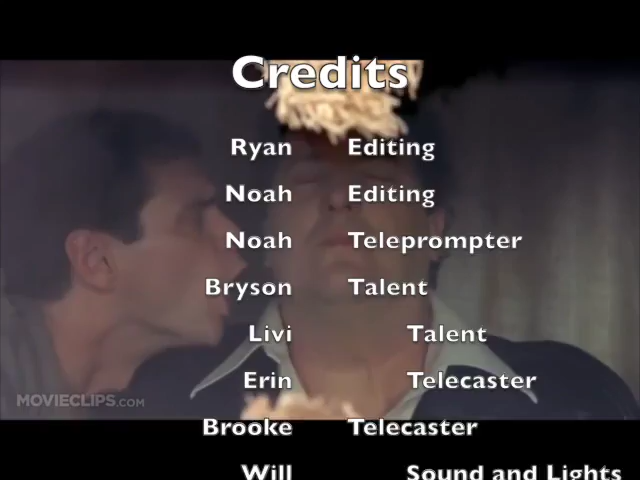 Credits
Ryan Editing
Noah Editing
Noah Teleprompter
Bryson Talent
Livi Talent
Erin Telecaster
MOVIECLIPS.COM
Brooke Telecaster
Will Sound and Lights